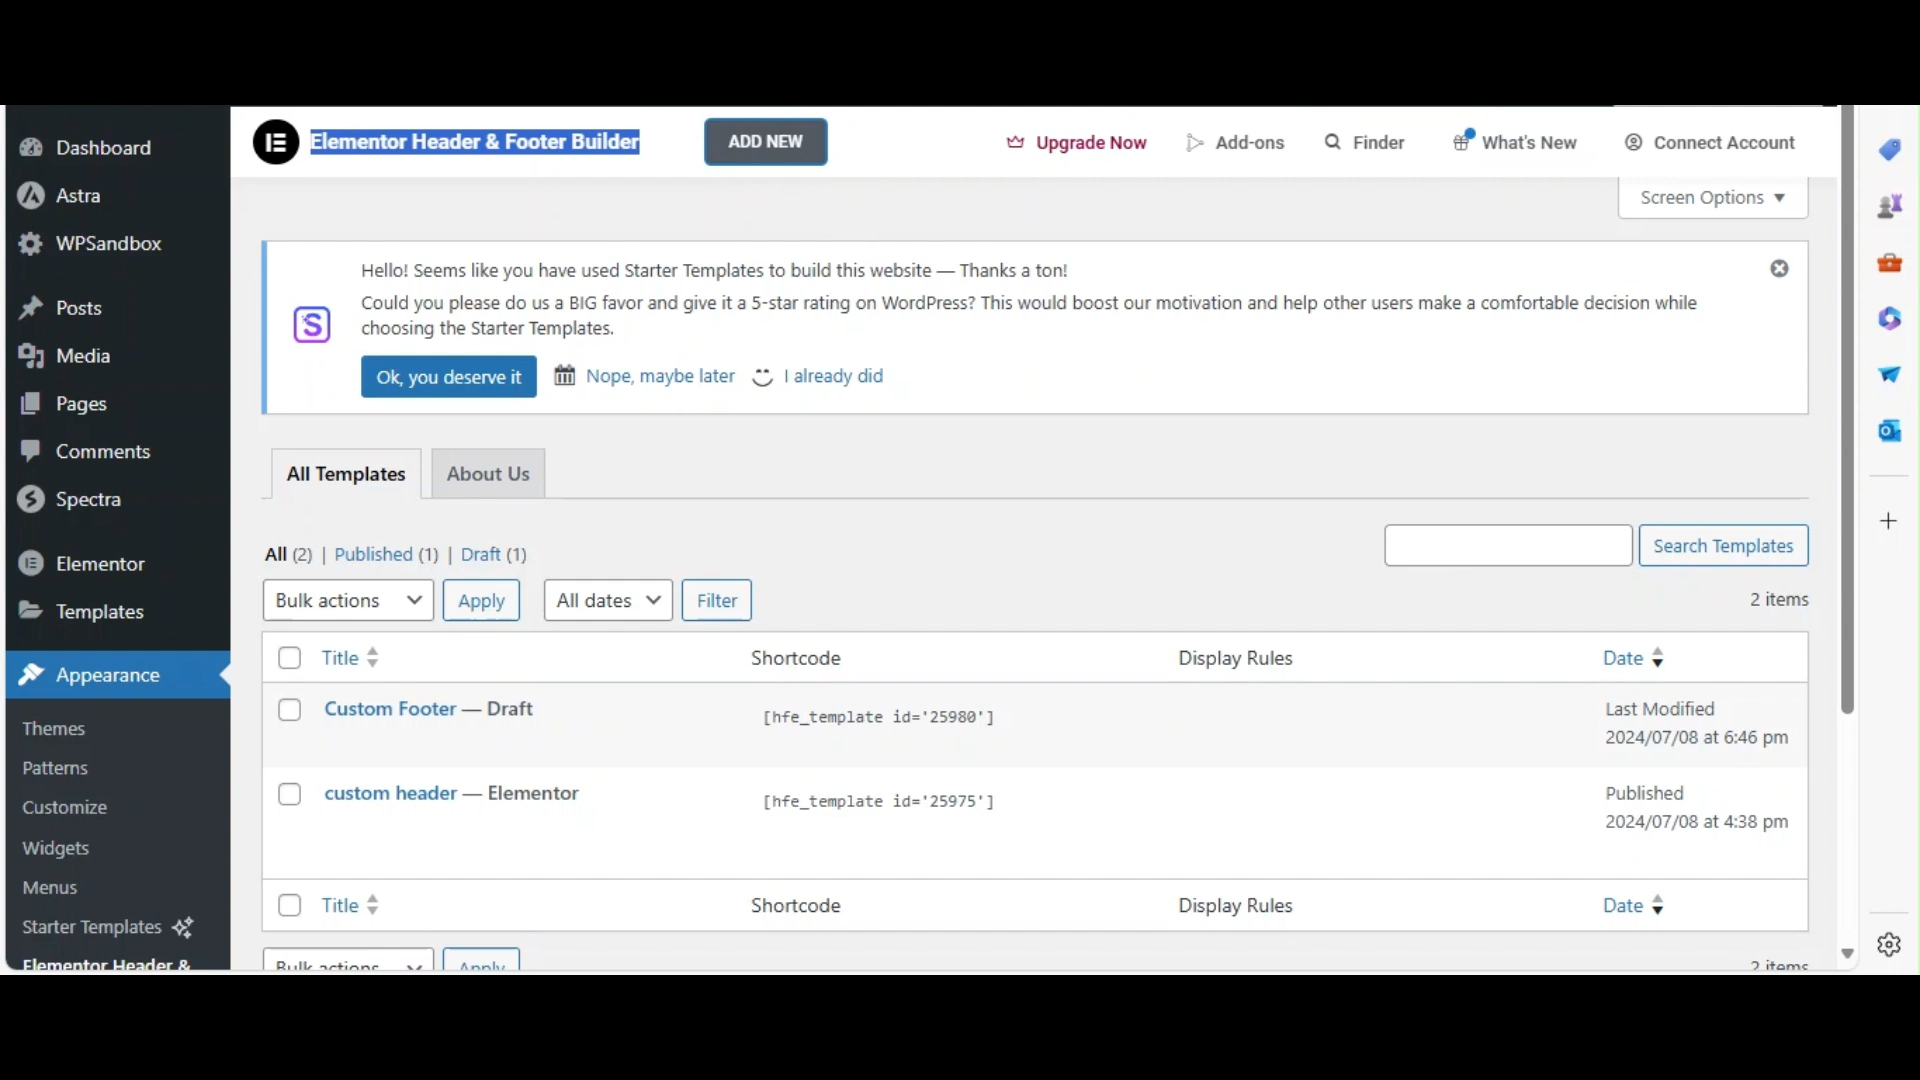 Dashboard
Astra
WPSandbox
Posts
Media
Pages
Comments
Spectra
Elementor
Templates
Appearance
Themes
Patterns
Customize
Widgets
Menus
Starter Templates
Elementor Header &
Elementor Header & Footer Builder
ADD NEW
Upgrade Now
Add-ons
Finder
What's New
Connect Account
Screen Options
Hello! Seems like you have used Starter Templates to build this website — Thanks a ton!
Could you please do us a BIG favor and give it a 5-star rating on WordPress? This would boost our motivation and help other users make a comfortable decision while
choosing the Starter Templates.
Ok, you deserve it
Nope, maybe later
I already did
All Templates
About Us
All (2) | Published (1) | Draft (1)
Search Templates
Bulk actions
Apply
All dates
Filter
2 items
Title Shortcode Display Rules Date
Custom Footer — Draft
[hfe_template id='25980']
Last Modified
2024/07/08 at 6:46 pm
custom header — Elementor
[hfe_template id='25975']
Published
2024/07/08 at 4:38 pm
Title Shortcode Display Rules Date
Bulk actions
Apply
2 items